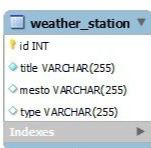 weather_station
id INT
title VARCHAR(255)
mesto VARCHAR(255)
type VARCHAR(255)
Indexes